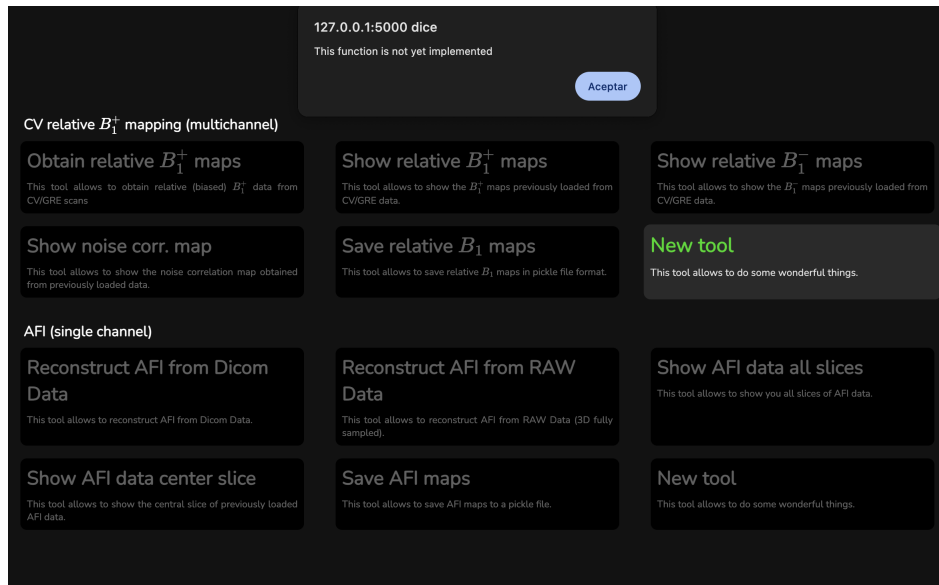 127.0.0.1:5000 dice
This function is not yet implemented
Aceptar
CV relative B₁⁺ mapping (multichannel)
Obtain relative B₁⁺ maps
This tool allows to obtain relative (biased) B₁⁺ data from
CV/GRE scans
Show relative B₁⁺ maps
This tool allows to show the B₁⁺ maps previously loaded from
CV/GRE data.
Show relative B₁⁻ maps
This tool allows to show the B₁⁻ maps previously loaded from
CV/GRE data.
Show noise corr. map
This tool allows to show the noise correlation map obtained
from previously loaded data.
Save relative B₁ maps
This tool allows to save relative B₁ maps in pickle file format.
New tool
This tool allows to do some wonderful things.
AFI (single channel)
Reconstruct AFI from Dicom
Data
This tool allows to reconstruct AFI from Dicom Data.
Reconstruct AFI from RAW
Data
This tool allows to reconstruct AFI from RAW Data (3D fully
sampled).
Show AFI data all slices
This tool allows to show you all slices of AFI data.
Show AFI data center slice
This tool allows to show the central slice of previously loaded
AFI data.
Save AFI maps
This tool allows to save AFI maps to a pickle file.
New tool
This tool allows to do some wonderful things.